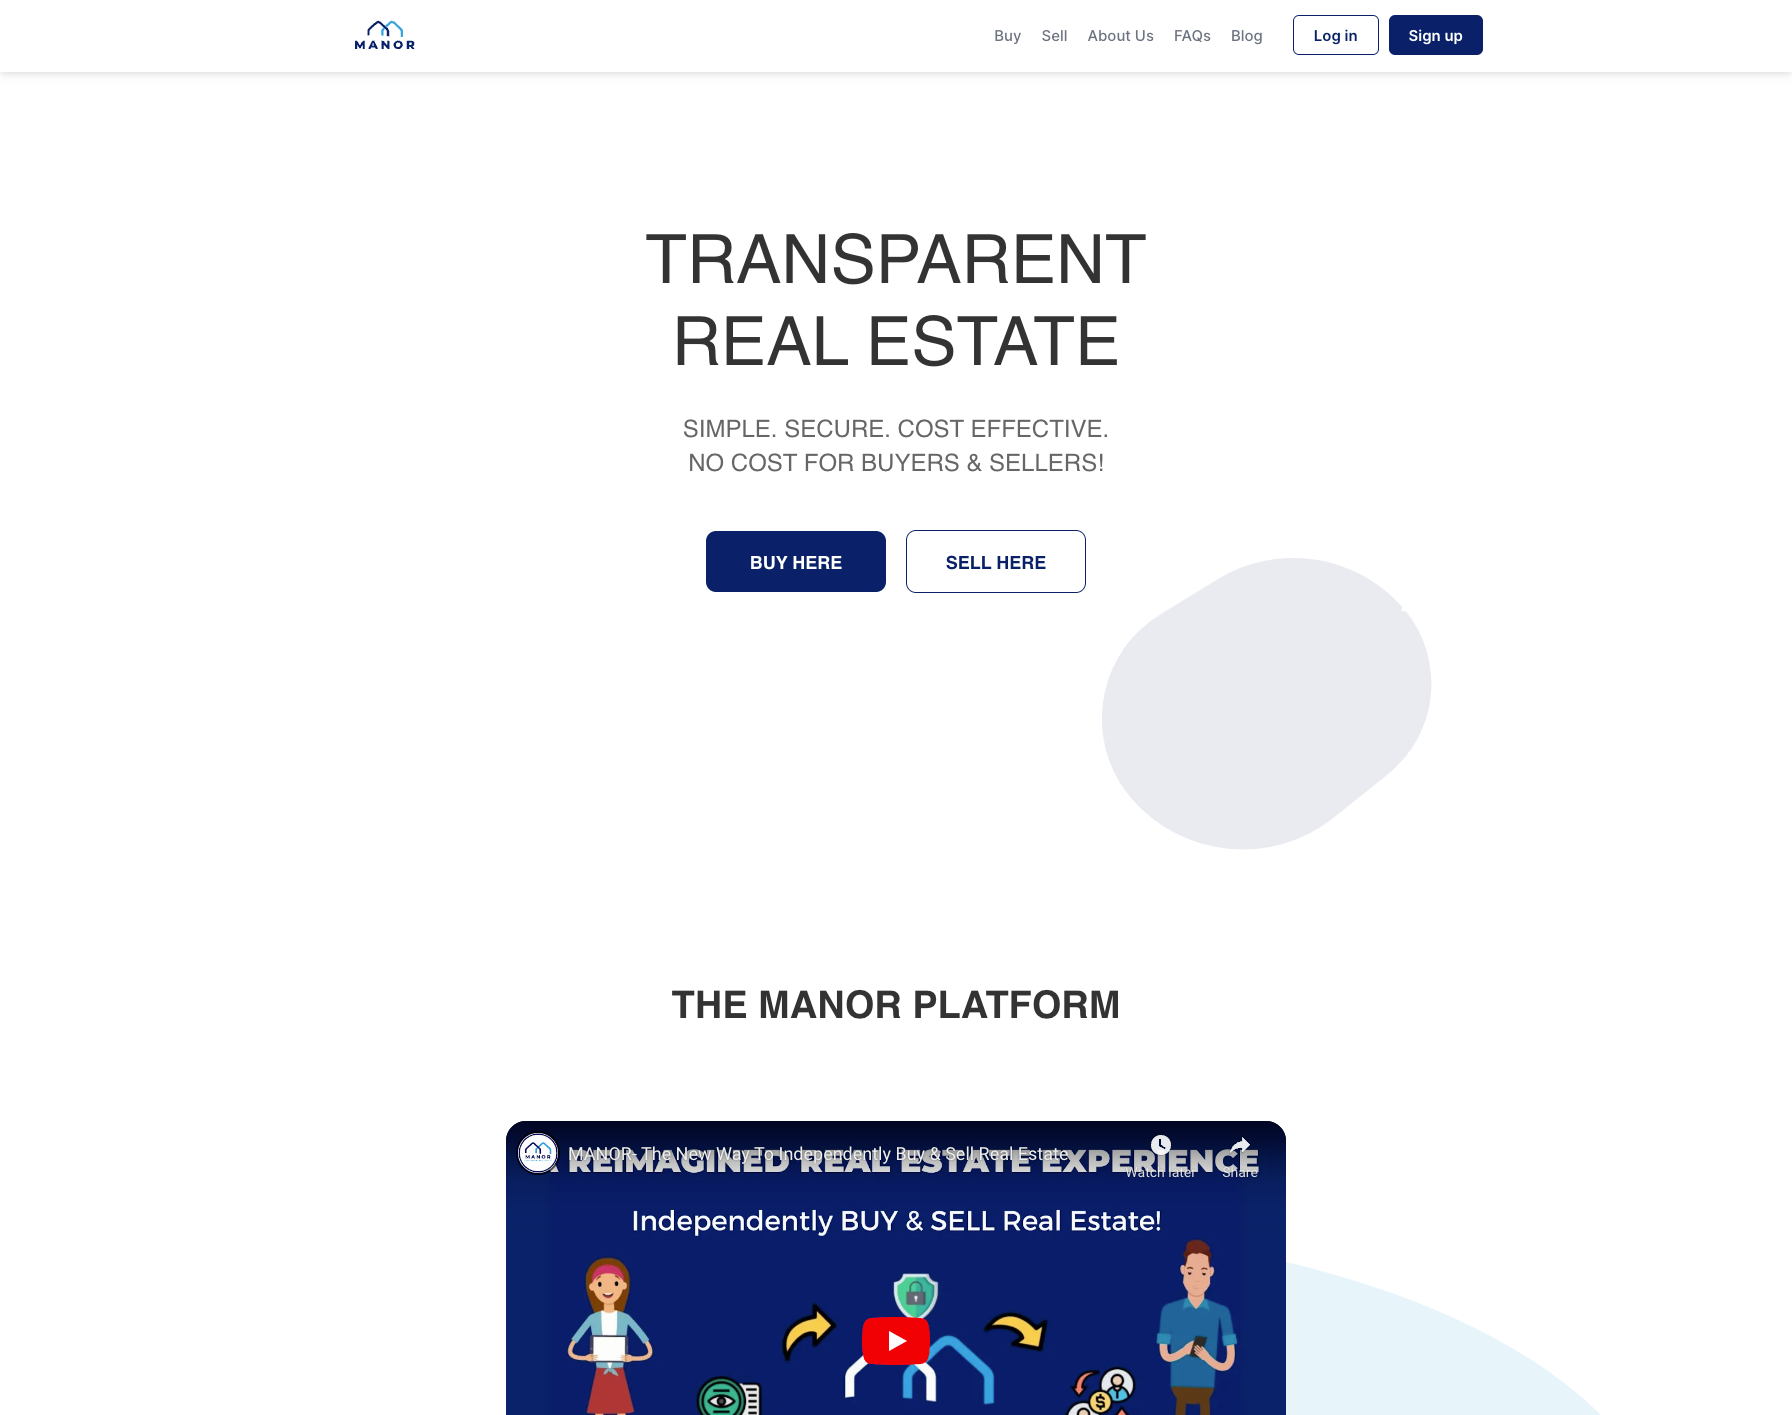 MANOR
Buy
Sell
About Us
FAQs
Blog
Log in
Sign up
TRANSPARENT
REAL ESTATE
SIMPLE. SECURE. COST EFFECTIVE.
NO COST FOR BUYERS & SELLERS!
BUY HERE
SELL HERE
THE MANOR PLATFORM
MANOR
MANOR- The New Way To Independently Buy & Sell Real Estate
Watch later
Share
REIMAGINED REAL ESTATE EXPERIENCE
Independently BUY & SELL Real Estate!
$